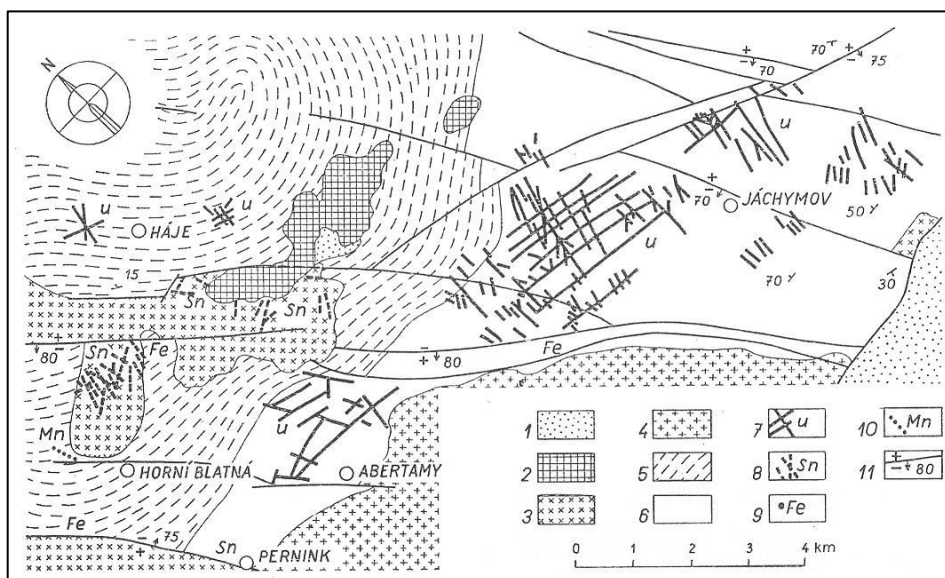 N
70 + - 70
+ - 75
u
u
u
HÁJE
JÁCHYMOV
70 + -
50
u
15
Sn
Sn
70
30
80 + -
Sn
Fe
- + 80
Fe
Mn
u
HORNÍ BLATNÁ
ABERTAMY
Fe
- + 75
Sn
PERNINK
1
4
7 u
10 Mn
2
5
8 Sn
11 + - 80
3
6
9 Fe
0 2 4 km